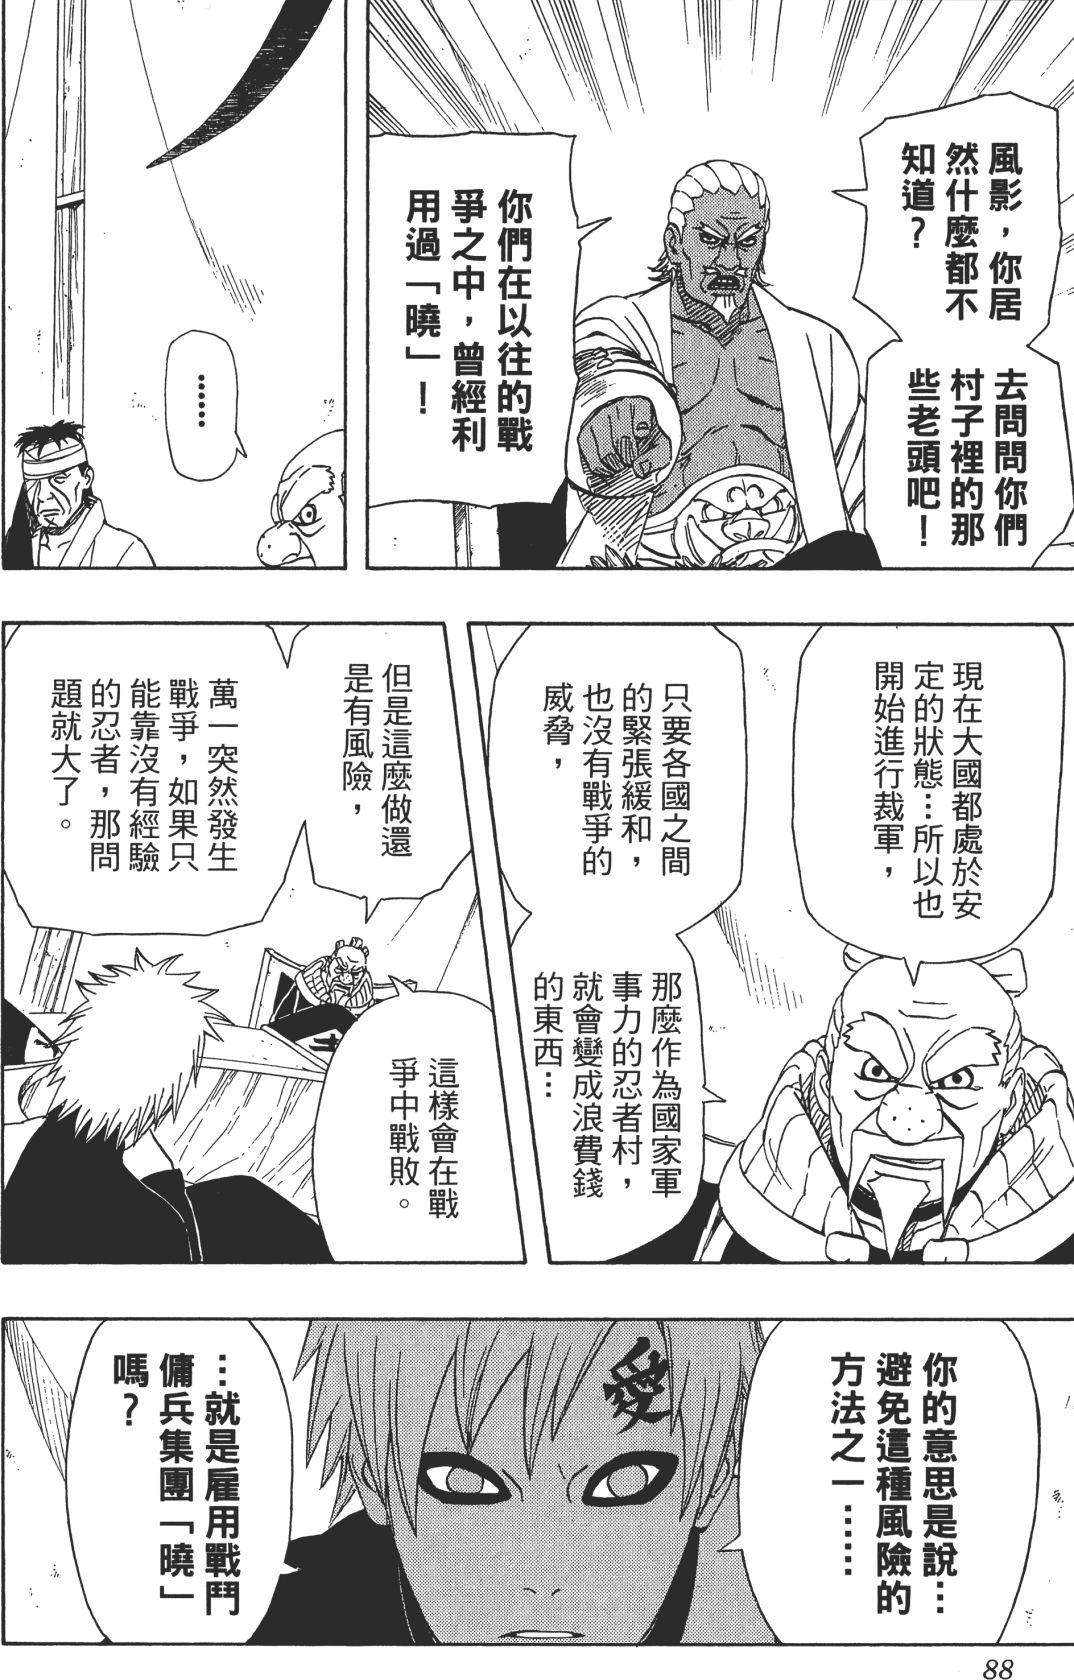 風影，你居
然什麼都不
知道？
去問問你們
村子裡的那
些老頭吧！
你們在以往的戰
爭之中，曾經利
用過「曉」！
……
現在大國都處於安
定的狀態…所以也
開始進行裁軍，
只要各國之間
的緊張緩和，
也沒有戰爭的
威脅，
那麼作為國家軍
事力的忍者村，
就會變成浪費錢
的東西…
但是這麼做還
是有風險，
萬一突然發生
戰爭，如果只
能靠沒有經驗
的忍者，那問
題就大了。
這樣會在戰
爭中戰敗。
愛
你的意思是說…
避免這種風險的
方法之一……
…就是雇用戰鬥
傭兵集團「曉」
嗎？
88